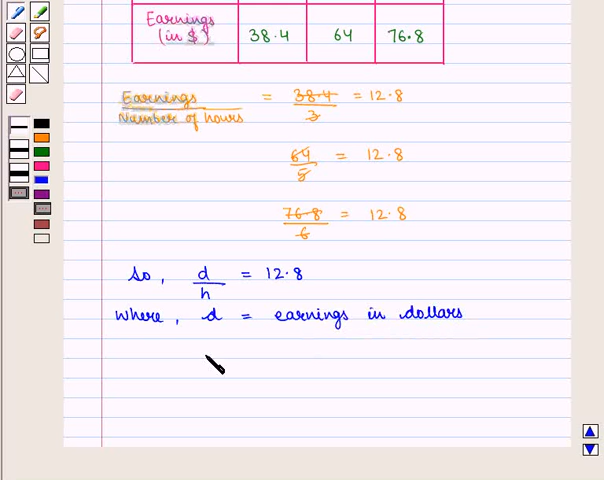 Earnings
(in $) 38.4 64 76.8
Earnings / Number of hours = 38.4 / 3 = 12.8
64 / 5 = 12.8
76.8 / 6 = 12.8
So, d / h = 12.8
where, d = earnings in dollars